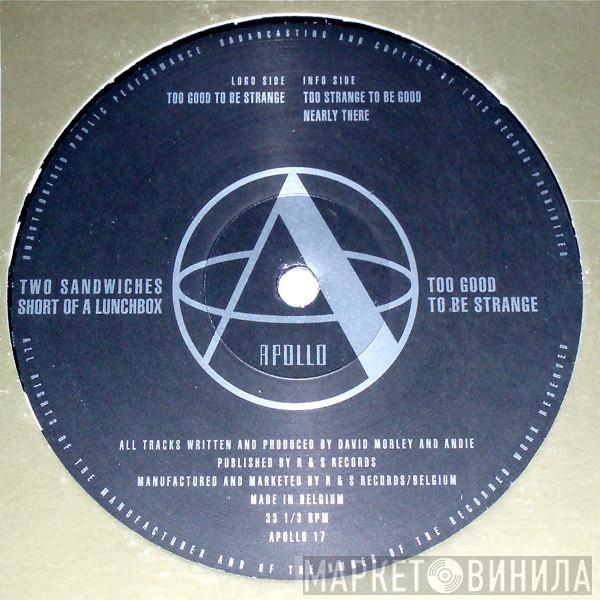 UNAUTHORISED PUBLIC PERFORMANCE BROADCASTING AND COPYING OF THIS RECORD PROHIBITED
LOGO SIDE
TOO GOOD TO BE STRANGE
INFO SIDE
TOO STRANGE TO BE GOOD
NEARLY THERE
TWO SANDWICHES
SHORT OF A LUNCHBOX
TOO GOOD
TO BE STRANGE
APOLLO
ALL TRACKS WRITTEN AND PRODUCED BY DAVID MORLEY AND ANDIE
PUBLISHED BY R & S RECORDS
MANUFACTURED AND MARKETED BY R & S RECORDS/BELGIUM
MADE IN BELGIUM
33 1/3 RPM
APOLLO 17
ALL RIGHTS OF THE MANUFACTURER AND OF THE OWNER OF THE RECORDED WORK RESERVED
МАРКЕТ ВИНИЛА